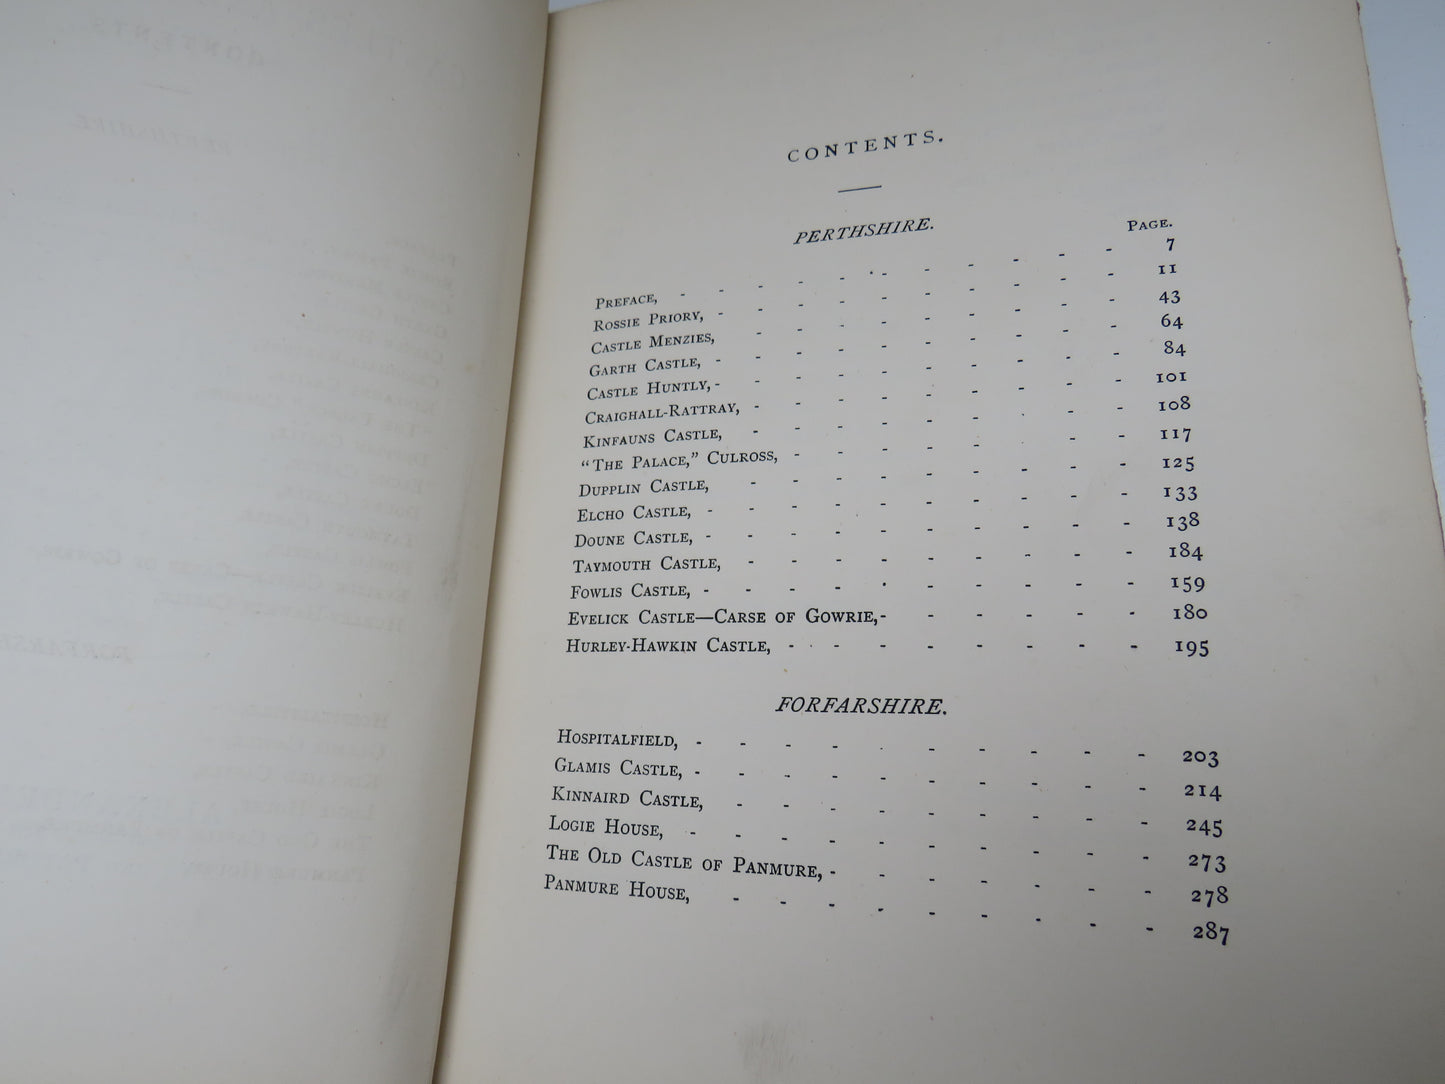 CONTENTS.
PERTHSHIRE.
PAGE.
PREFACE, - - - - - - - - - - - 7
ROSSIE PRIORY, - - - - - - - - - - 11
CASTLE MENZIES, - - - - - - - - - 43
GARTH CASTLE, - - - - - - - - - - 64
CASTLE HUNTLY, - - - - - - - - - - 84
CRAIGHALL-RATTRAY, - - - - - - - - - 101
KINFAUNS CASTLE, - - - - - - - - - 108
"THE PALACE," CULROSS, - - - - - - - - 117
DUPPLIN CASTLE, - - - - - - - - - 125
ELCHO CASTLE, - - - - - - - - - - 133
DOUNE CASTLE, - - - - - - - - - - 138
TAYMOUTH CASTLE, - - - - - - - - - 184
FOWLIS CASTLE, - - - - - - - - - - 159
EVELICK CASTLE—CARSE OF GOWRIE, - - - - - - 180
HURLEY-HAWKIN CASTLE, - - - - - - - - 195
FORFARSHIRE.
HOSPITALFIELD, - - - - - - - - - - 203
GLAMIS CASTLE, - - - - - - - - - - 214
KINNAIRD CASTLE, - - - - - - - - - 245
LOGIE HOUSE, - - - - - - - - - - 273
THE OLD CASTLE OF PANMURE, - - - - - - - 278
PANMURE HOUSE, - - - - - - - - - 287